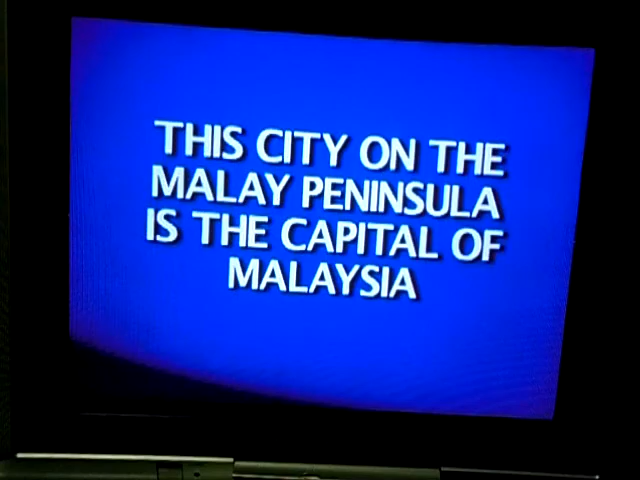 THIS CITY ON THE
MALAY PENINSULA
IS THE CAPITAL OF
MALAYSIA